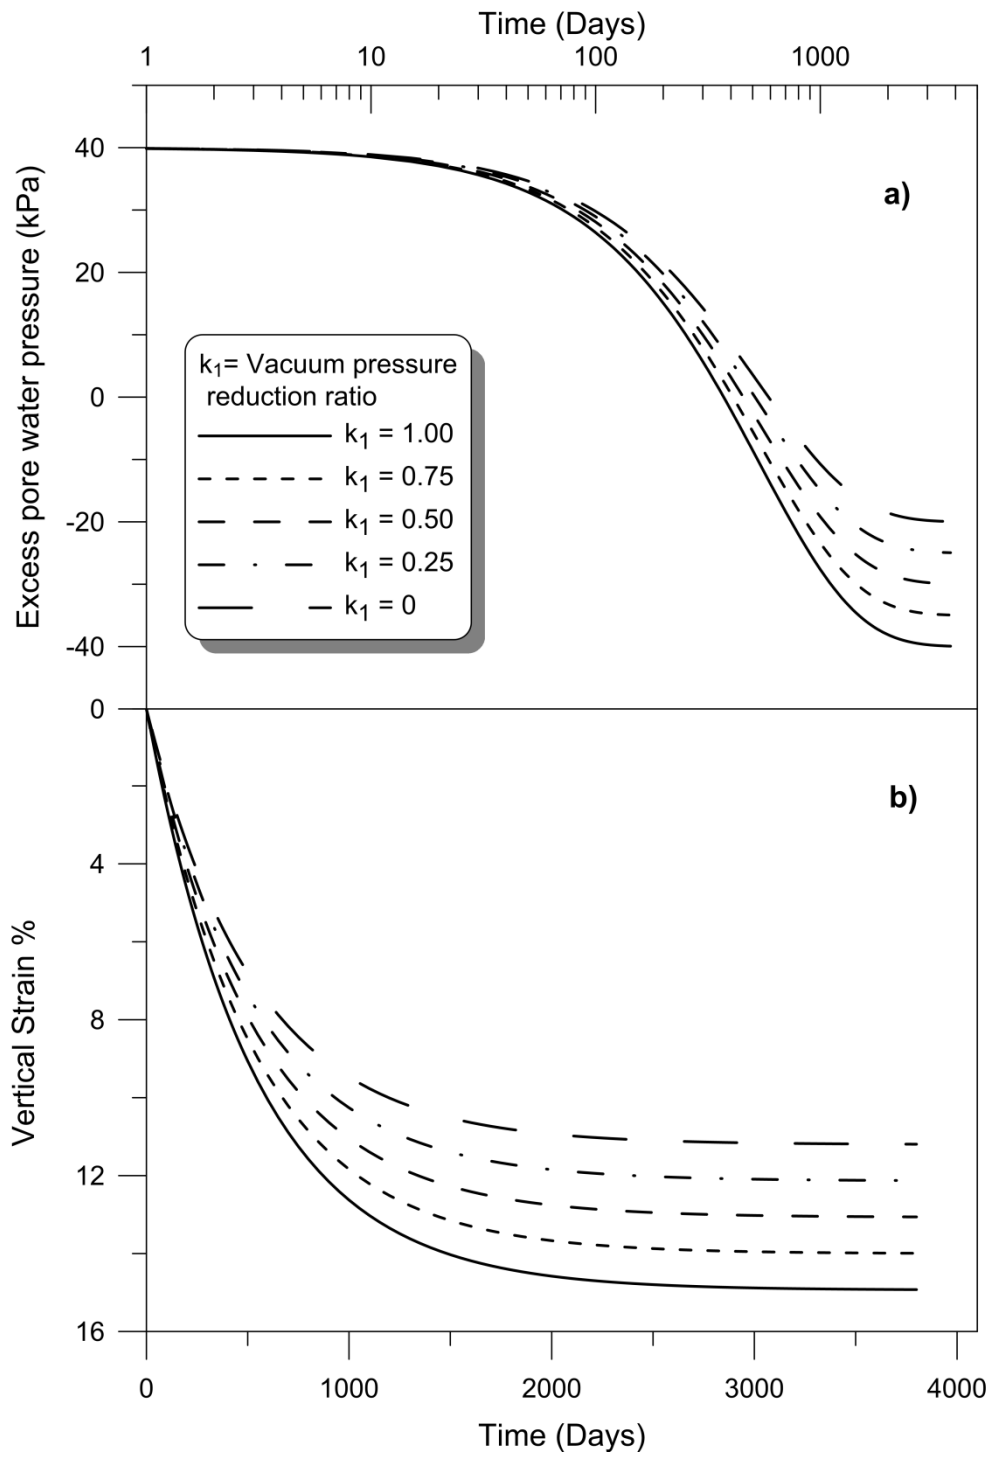 Time (Days)
1 10 100 1000
Excess pore water pressure (kPa)
40
20
0
-20
-40
a)
k1= Vacuum pressure
reduction ratio
k1 = 1.00
k1 = 0.75
k1 = 0.50
k1 = 0.25
k1 = 0
Vertical Strain %
0
4
8
12
16
b)
0 1000 2000 3000 4000
Time (Days)